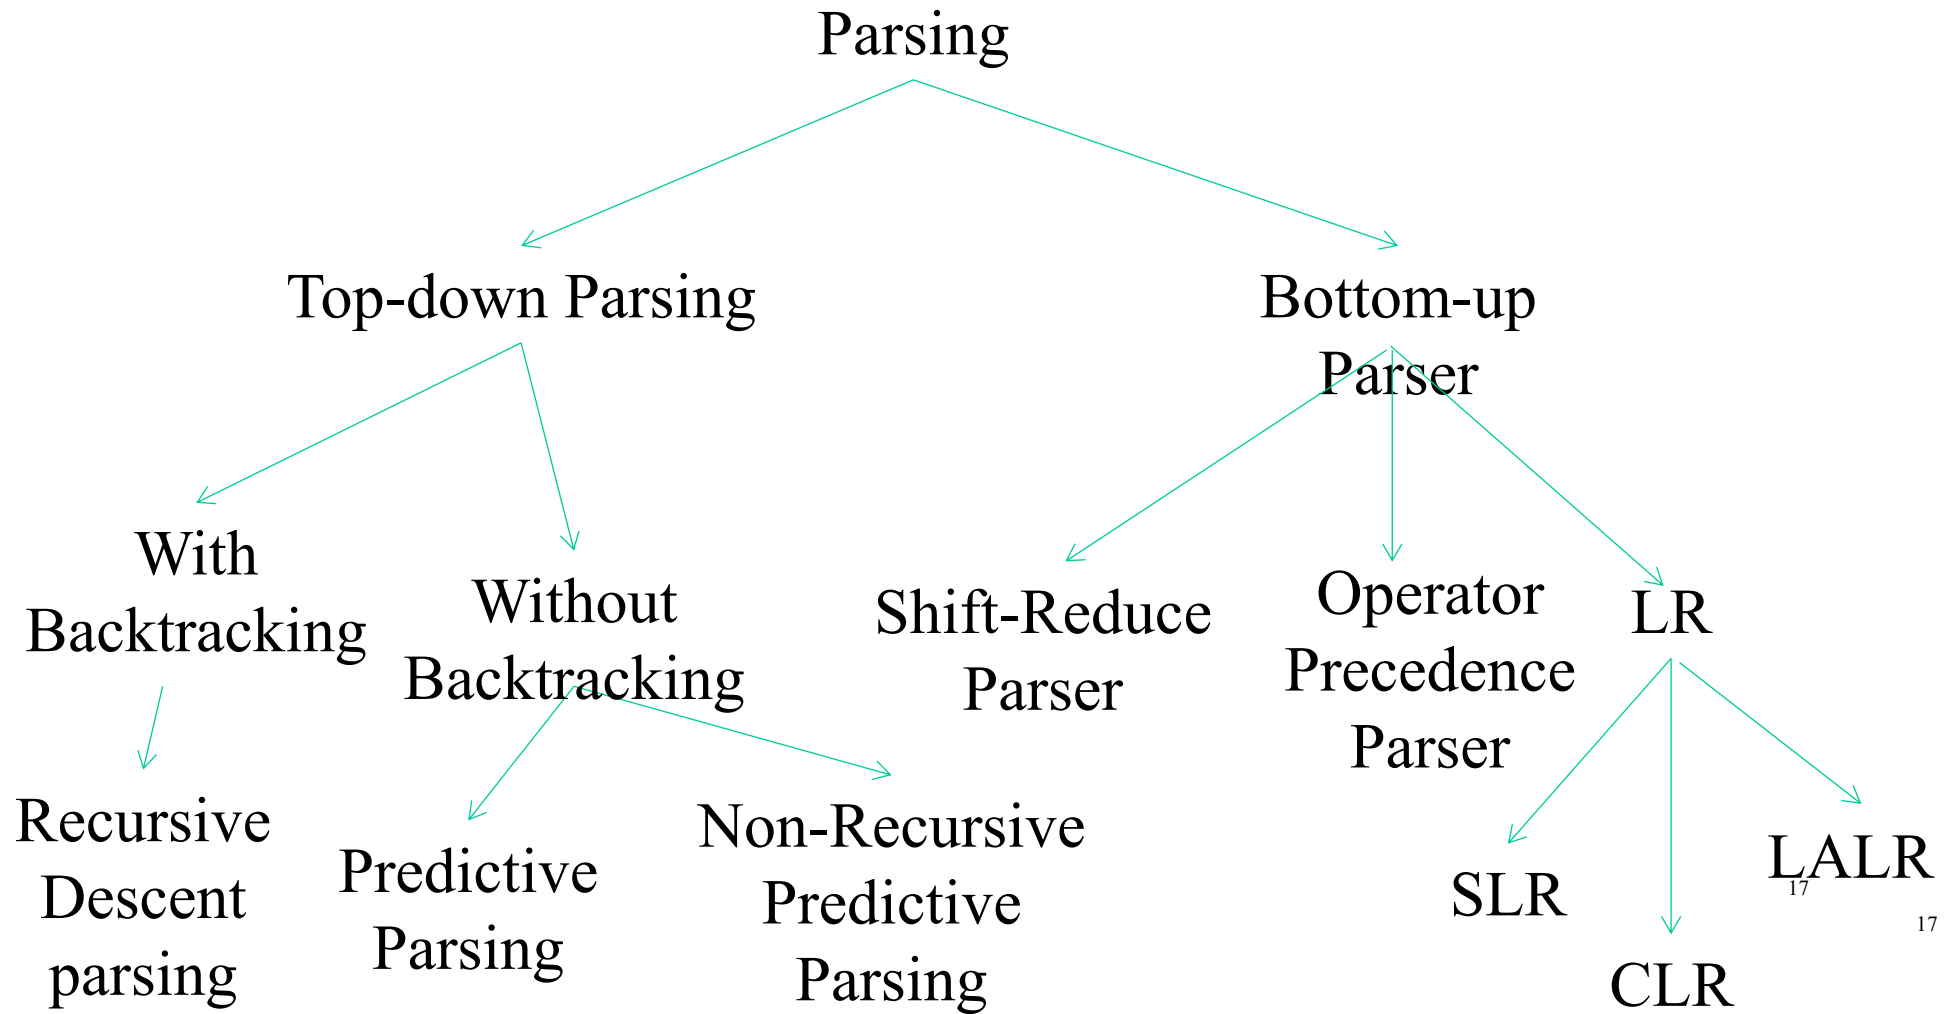 Parsing
Top-down Parsing
Bottom-up
Parser
With
Backtracking
Without
Backtracking
Shift-Reduce
Parser
Operator
Precedence
Parser
LR
Recursive
Descent
parsing
Predictive
Parsing
Non-Recursive
Predictive
Parsing
SLR
CLR
LALR
17
17